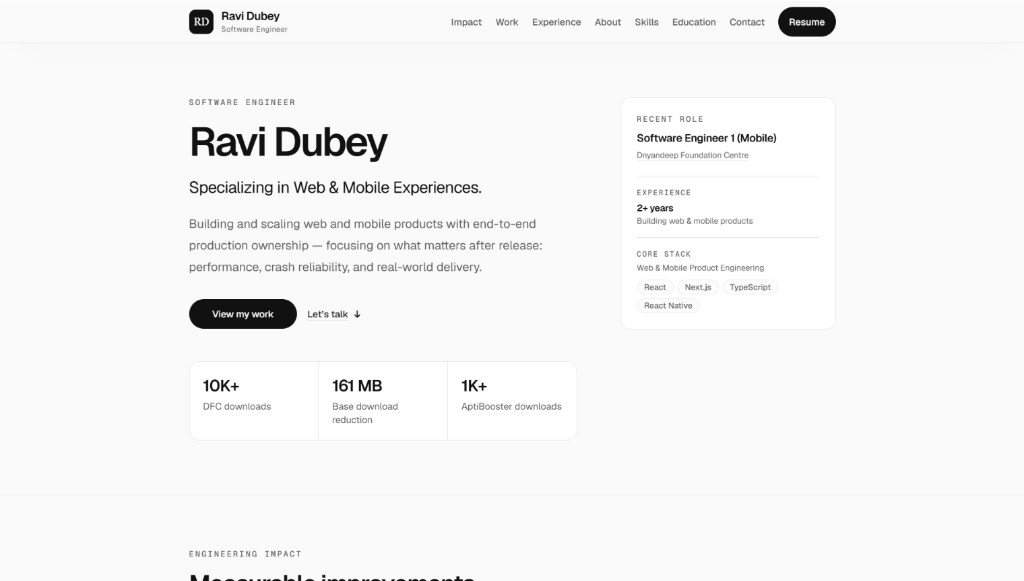 RD
Ravi Dubey
Software Engineer
Impact Work Experience About Skills Education Contact Resume
SOFTWARE ENGINEER
Ravi Dubey
Specializing in Web & Mobile Experiences.
Building and scaling web and mobile products with end-to-end
production ownership — focusing on what matters after release:
performance, crash reliability, and real-world delivery.
View my work
Let's talk ↓
10K+
DFC downloads
161 MB
Base download
reduction
1K+
AptiBooster downloads
RECENT ROLE
Software Engineer 1 (Mobile)
Dnyandeep Foundation Centre
EXPERIENCE
2+ years
Building web & mobile products
CORE STACK
Web & Mobile Product Engineering
React Next.js TypeScript
React Native
ENGINEERING IMPACT
Measurable improvements